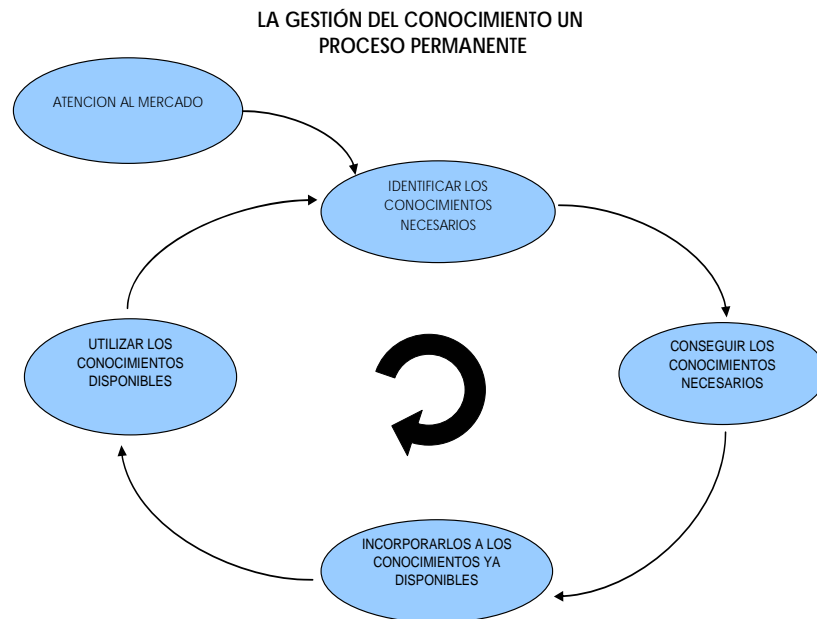 LA GESTIÓN DEL CONOCIMIENTO UN
PROCESO PERMANENTE
ATENCION AL MERCADO
IDENTIFICAR LOS
CONOCIMIENTOS
NECESARIOS
CONSEGUIR LOS
CONOCIMIENTOS
NECESARIOS
INCORPORARLOS A LOS
CONOCIMIENTOS YA
DISPONIBLES
UTILIZAR LOS
CONOCIMIENTOS
DISPONIBLES